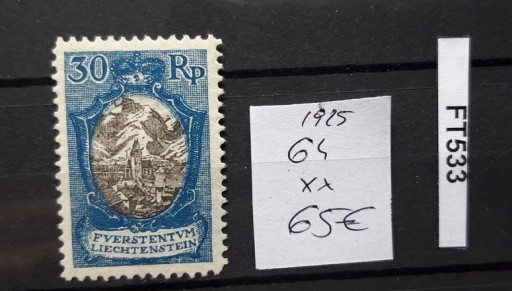 30 Rp
FVERSTENTVM
LIECHTENSTEIN
1925
64
xx
65€
FT533